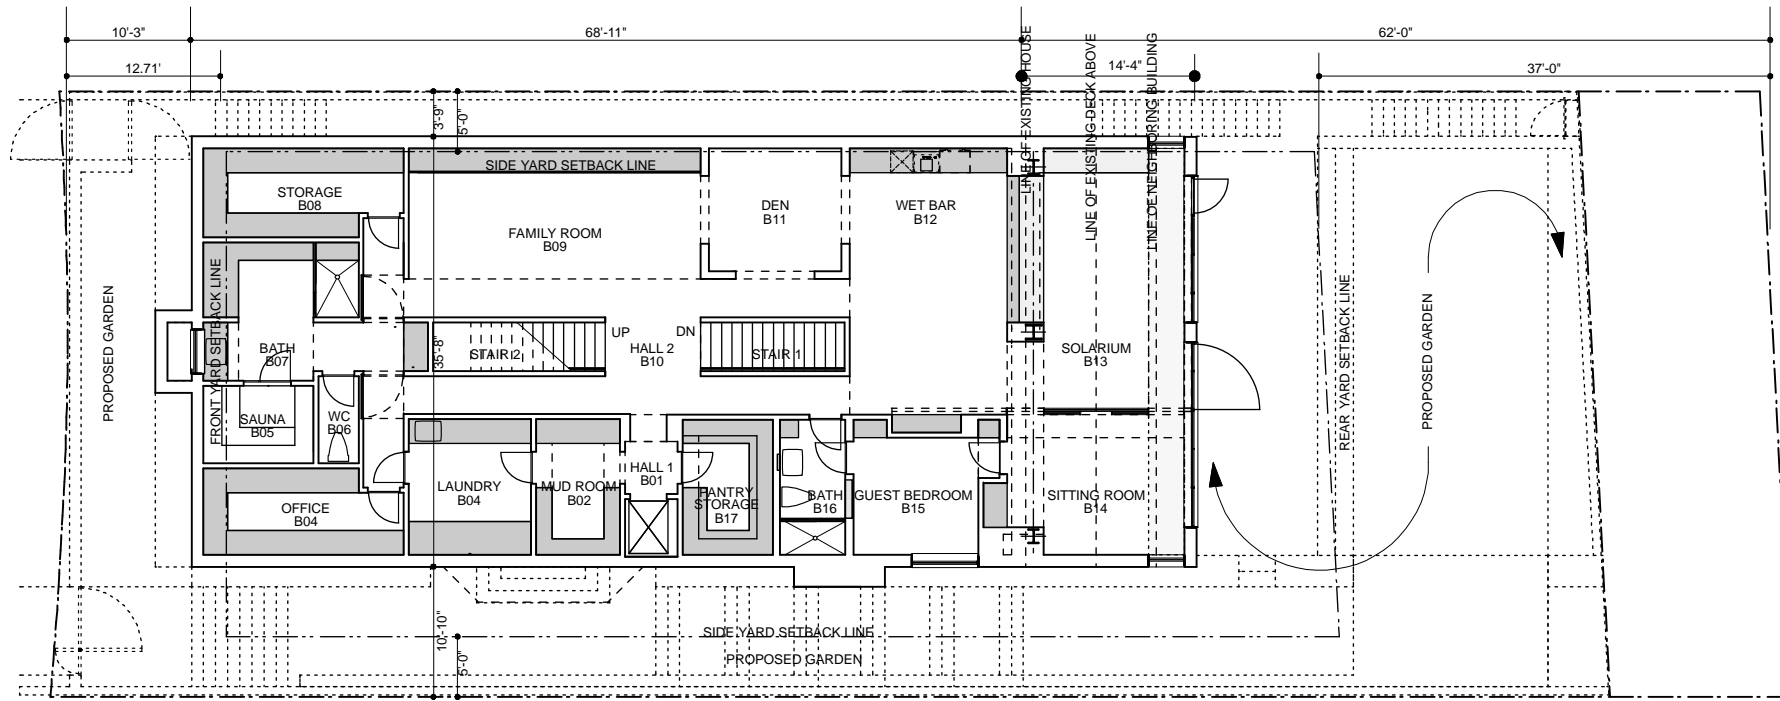 10'-3"
68'-11"
62'-0"
12.71'
14'-4"
37'-0"
3'-9"
5'-0"
LINE OF EXISTING HOUSE
LINE OF EXISTING DECK ABOVE
LINE OF NEIGHBORING BUILDING
SIDE YARD SETBACK LINE
STORAGE
B08
FAMILY ROOM
B09
DEN
B11
WET BAR
B12
PROPOSED GARDEN
FRONT YARD SETBACK LINE
BATH
B07
35'-8"
STAIR 2
UP
DN
HALL 2
B10
STAIR 1
SOLARIUM
B13
REAR YARD SETBACK LINE
PROPOSED GARDEN
SAUNA
B05
WC
B06
OFFICE
B04
LAUNDRY
B04
MUD ROOM
B02
HALL 1
B01
PANTRY
STORAGE
B17
BATH
B16
GUEST BEDROOM
B15
SITTING ROOM
B14
10'-10"
5'-0"
SIDE YARD SETBACK LINE
PROPOSED GARDEN